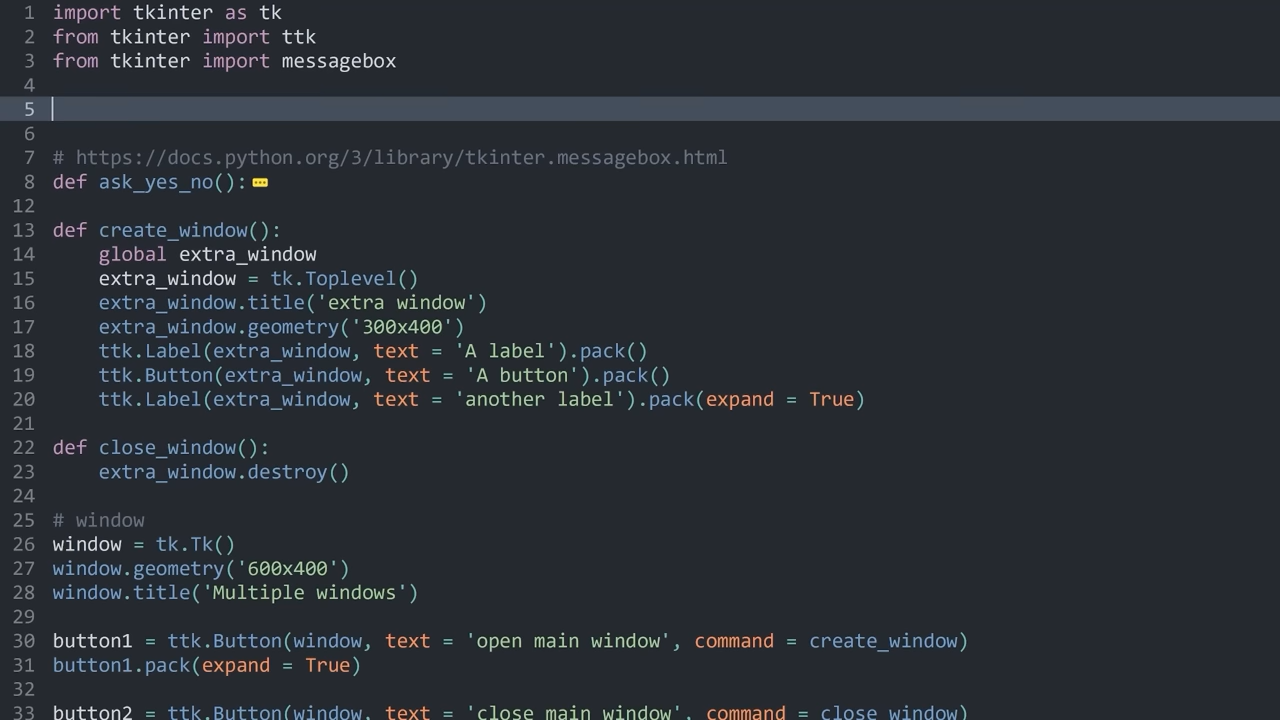 1 import tkinter as tk
2 from tkinter import ttk
3 from tkinter import messagebox
4
5
6
7 # https://docs.python.org/3/library/tkinter.messagebox.html
8 def ask_yes_no():
12
13 def create_window():
14     global extra_window
15     extra_window = tk.Toplevel()
16     extra_window.title('extra window')
17     extra_window.geometry('300x400')
18     ttk.Label(extra_window, text = 'A label').pack()
19     ttk.Button(extra_window, text = 'A button').pack()
20     ttk.Label(extra_window, text = 'another label').pack(expand = True)
21
22 def close_window():
23     extra_window.destroy()
24
25 # window
26 window = tk.Tk()
27 window.geometry('600x400')
28 window.title('Multiple windows')
29
30 button1 = ttk.Button(window, text = 'open main window', command = create_window)
31 button1.pack(expand = True)
32
33 button2 = ttk.Button(window, text = 'close main window', command = close_window)